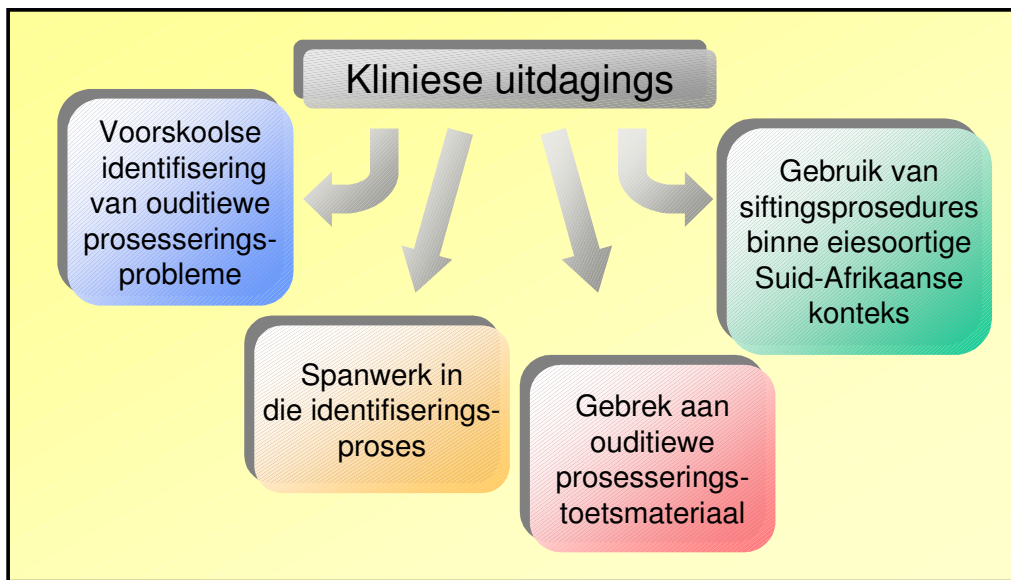 Kliniese uitdagings
Voorskoolse
identifisering
van ouditiewe
prosesserings-
probleme
Spanwerk in
die identifiserings-
proses
Gebrek aan
ouditiewe
prosesserings-
toetsmateriaal
Gebruik van
siftingsprosedures
binne eiesoortige
Suid-Afrikaanse
konteks